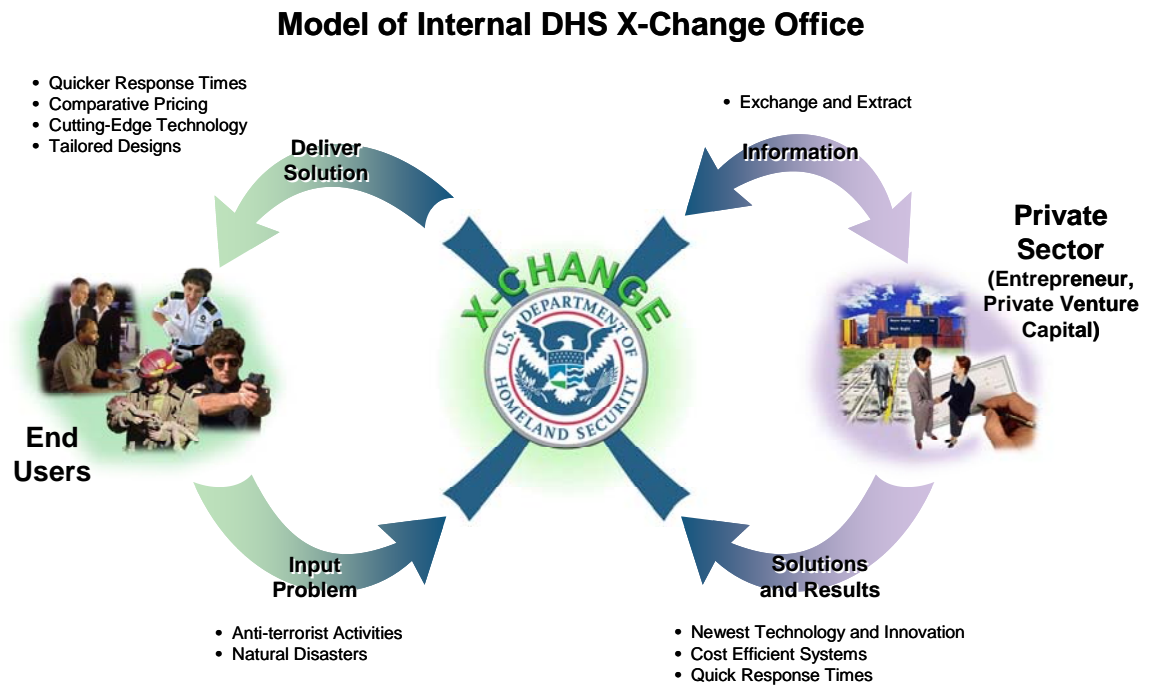 Model of Internal DHS X-Change Office
• Quicker Response Times
• Comparative Pricing
• Cutting-Edge Technology
• Tailored Designs
• Exchange and Extract
Deliver
Solution
Information
Private
Sector
(Entrepreneur,
Private Venture
Capital)
X-CHANGE
U.S. DEPARTMENT OF
HOMELAND SECURITY
End
Users
Input
Problem
Solutions
and Results
• Anti-terrorist Activities
• Natural Disasters
• Newest Technology and Innovation
• Cost Efficient Systems
• Quick Response Times